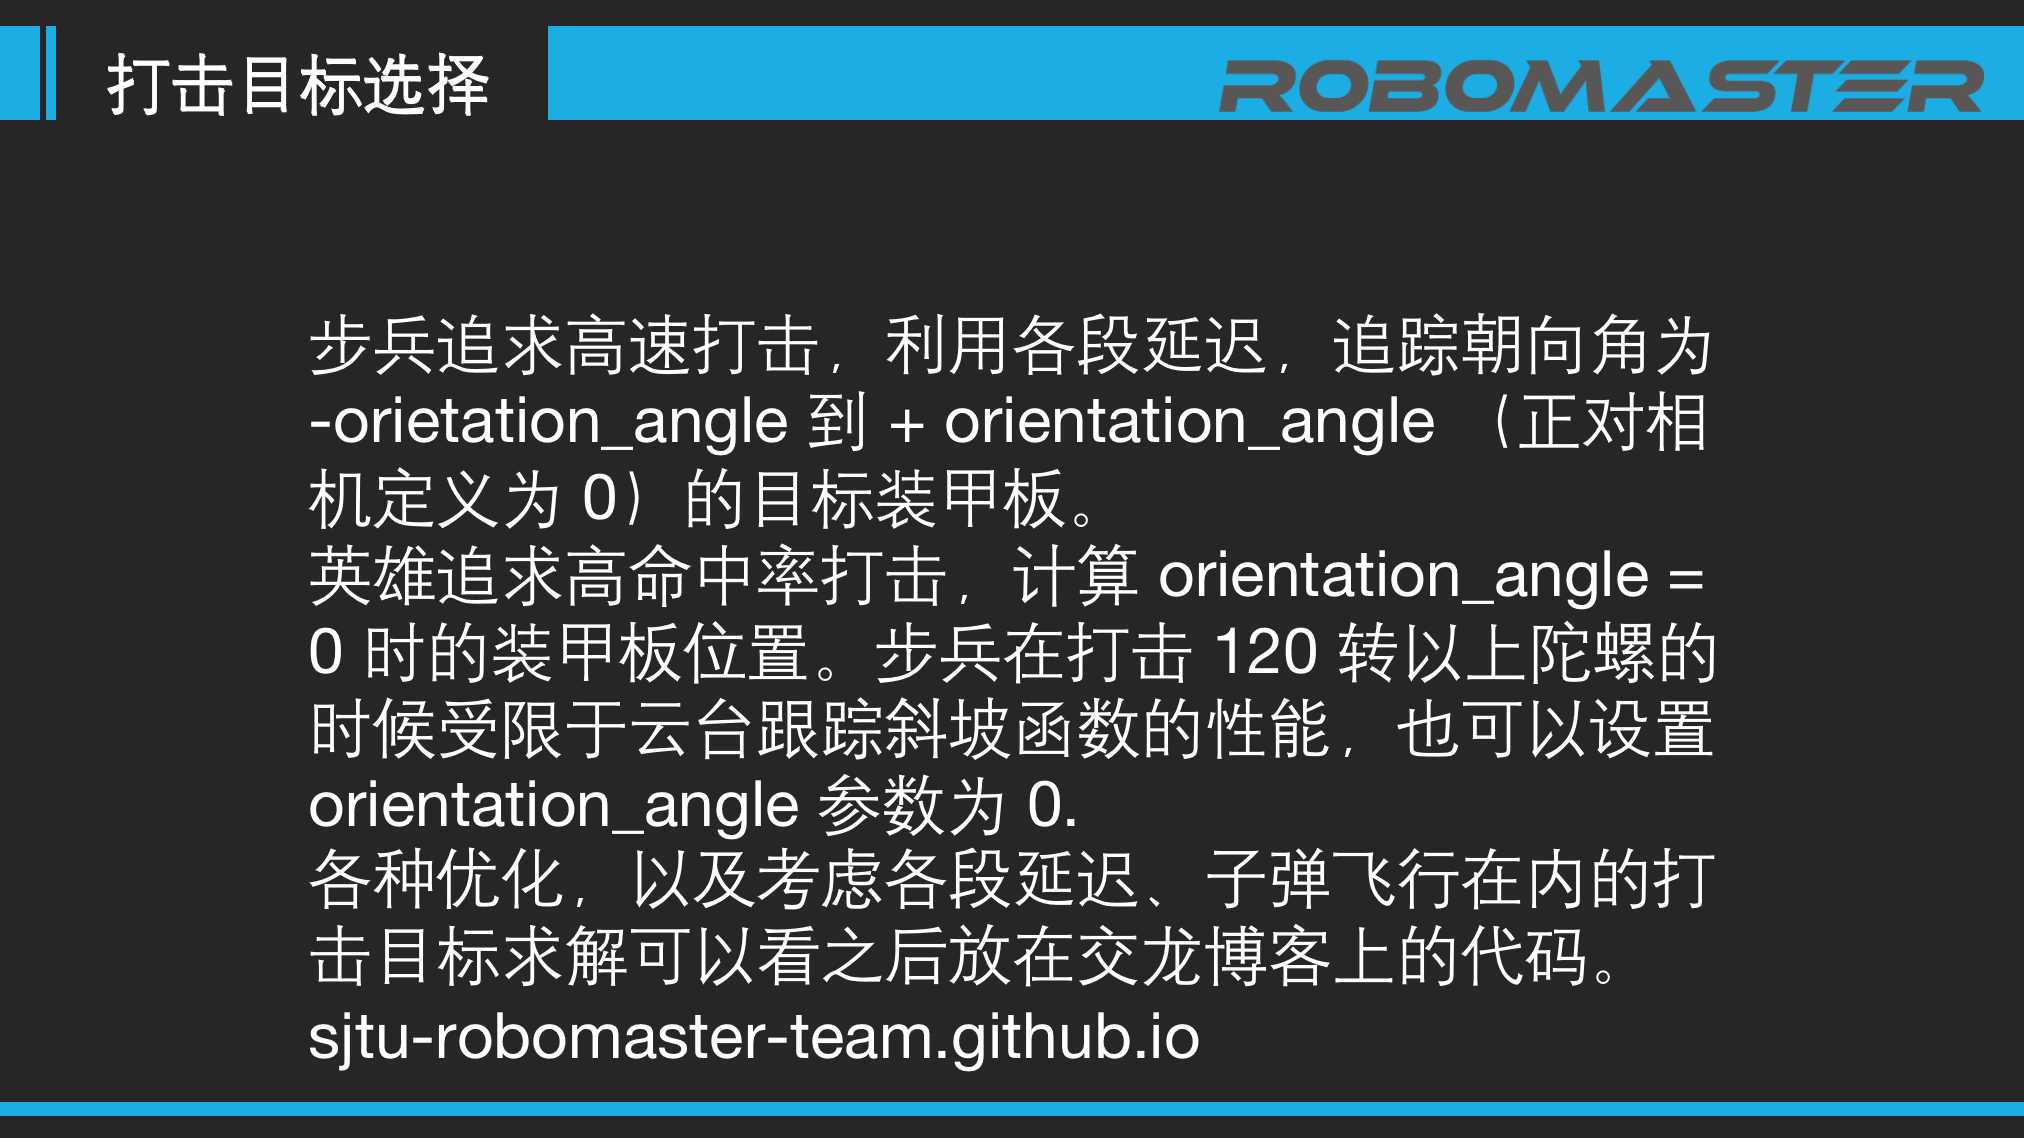 打击目标选择
ROBOMASTER
步兵追求高速打击，利用各段延迟，追踪朝向角为
-orietation_angle 到 + orientation_angle （正对相
机定义为 0） 的目标装甲板。
英雄追求高命中率打击，计算 orientation_angle =
0 时的装甲板位置。步兵在打击 120 转以上陀螺的
时候受限于云台跟踪斜坡函数的性能，也可以设置
orientation_angle 参数为 0.
各种优化，以及考虑各段延迟、子弹飞行在内的打
击目标求解可以看之后放在交龙博客上的代码。
sjtu-robomaster-team.github.io